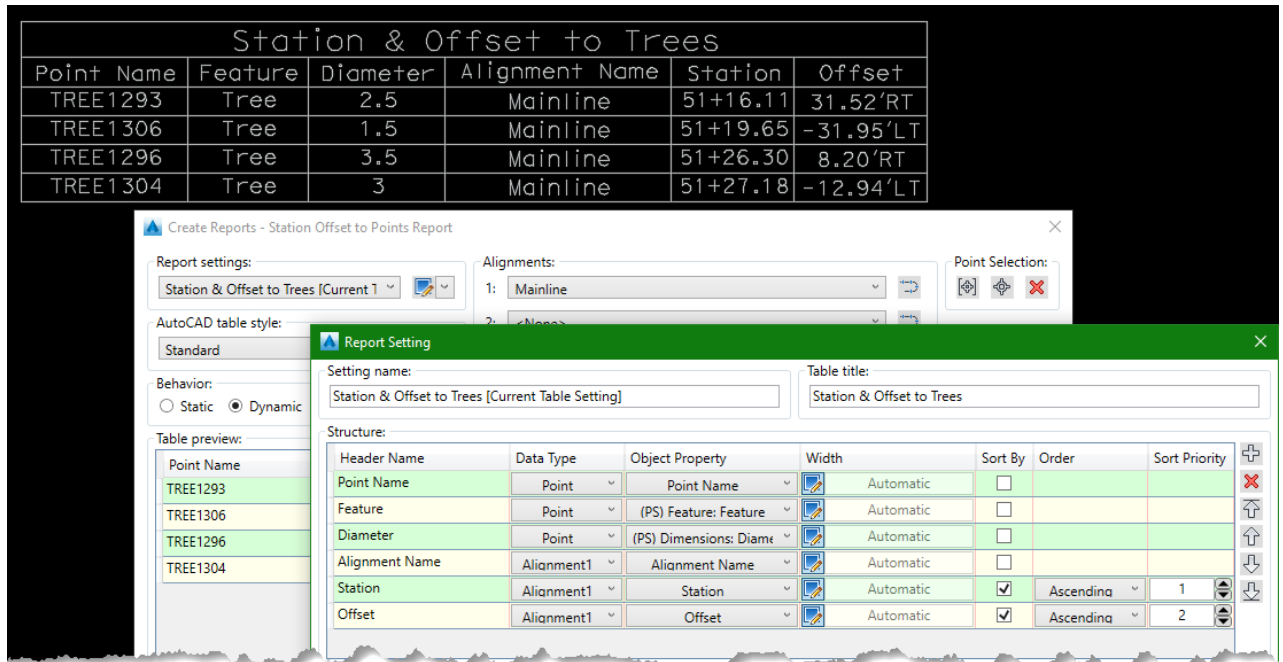 Station & Offset to Trees
Point Name Feature Diameter Alignment Name Station Offset
TREE1293 Tree 2.5 Mainline 51+16.11 31.52'RT
TREE1306 Tree 1.5 Mainline 51+19.65 -31.95'LT
TREE1296 Tree 3.5 Mainline 51+26.30 8.20'RT
TREE1304 Tree 3 Mainline 51+27.18 -12.94'LT
Create Reports - Station Offset to Points Report
Report settings: Alignments: Point Selection:
Station & Offset to Trees [Current T 1: Mainline
AutoCAD table style: 2: <None>
Standard
Behavior:
Static Dynamic
Table preview:
Point Name
TREE1293
TREE1306
TREE1296
TREE1304
Report Setting
Setting name: Table title:
Station & Offset to Trees [Current Table Setting] Station & Offset to Trees
Structure:
Header Name Data Type Object Property Width Sort By Order Sort Priority
Point Name Point Point Name Automatic
Feature Point (PS) Feature: Feature Automatic
Diameter Point (PS) Dimensions: Diame Automatic
Alignment Name Alignment1 Alignment Name Automatic
Station Alignment1 Station Automatic Ascending 1
Offset Alignment1 Offset Automatic Ascending 2